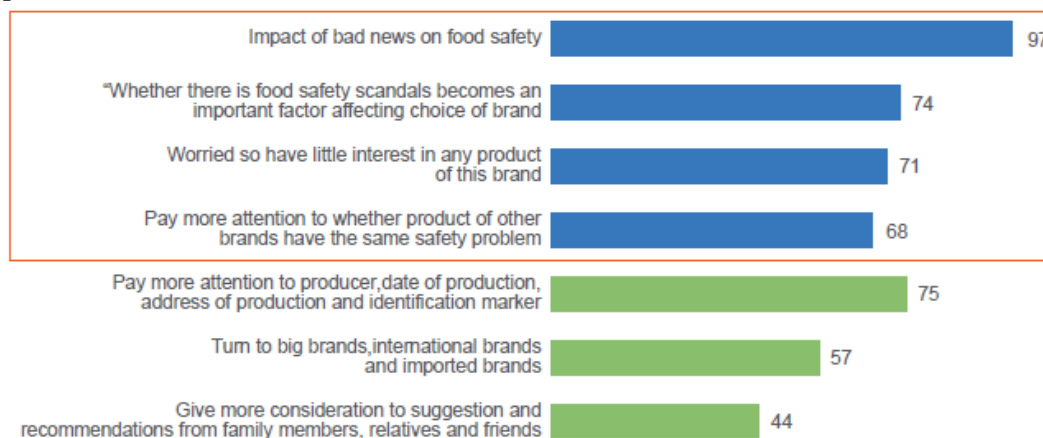 Impact of bad news on food safety
97
“Whether there is food safety scandals becomes an
important factor affecting choice of brand
74
Worried so have little interest in any product
of this brand
71
Pay more attention to whether product of other
brands have the same safety problem
68
Pay more attention to producer,date of production,
address of production and identification marker
75
Turn to big brands,international brands
and imported brands
57
Give more consideration to suggestion and
recommendations from family members, relatives and friends
44